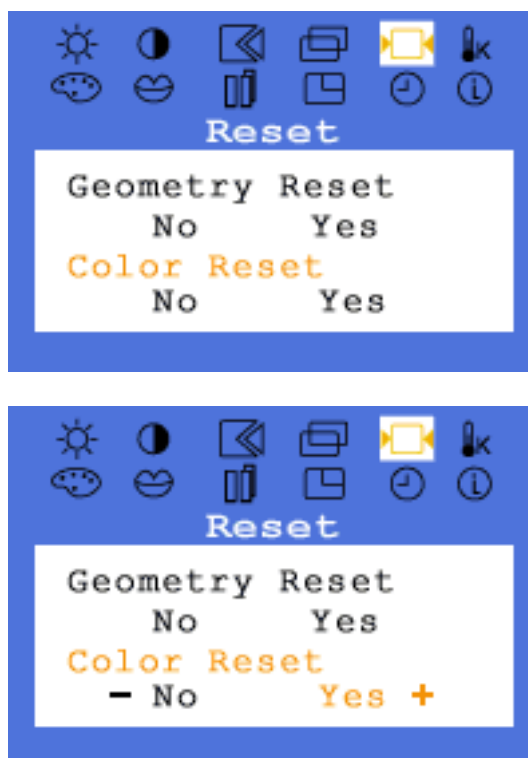 K
Reset
Geometry Reset
No Yes
Color Reset
No Yes
K
Reset
Geometry Reset
No Yes
Color Reset
- No Yes +